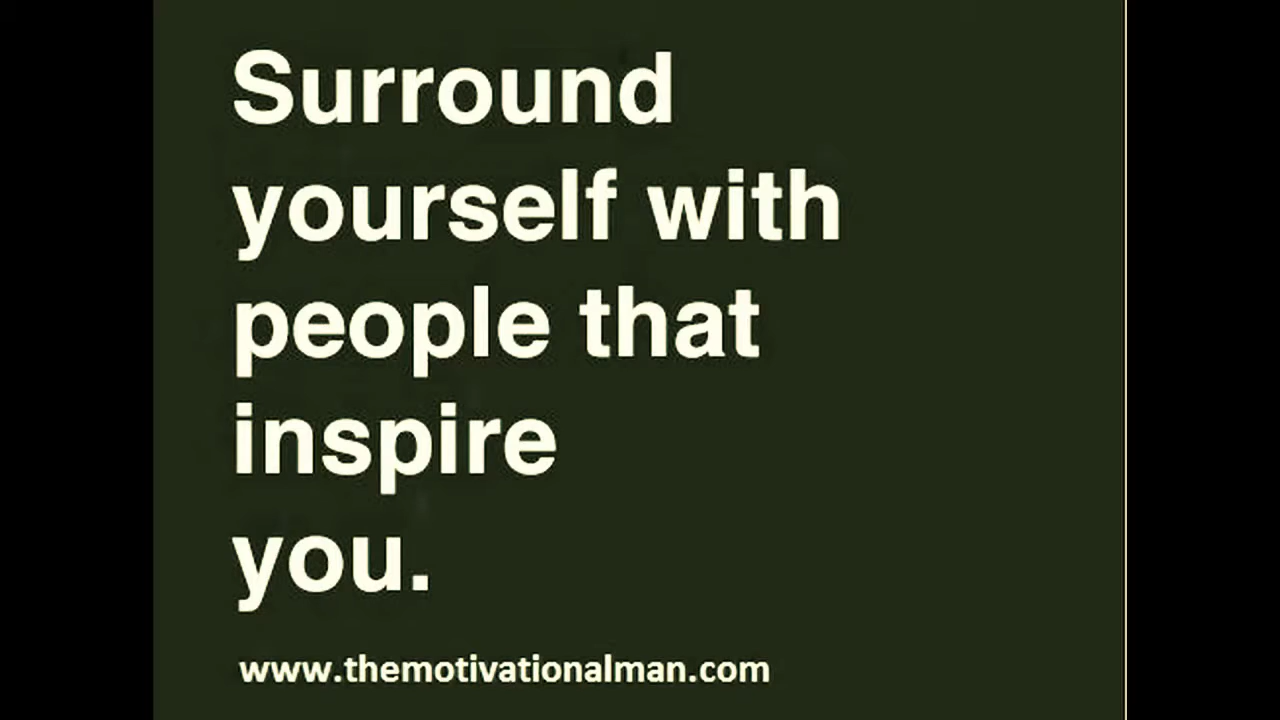 Surround
yourself with
people that
inspire
you.
www.themotivationalman.com